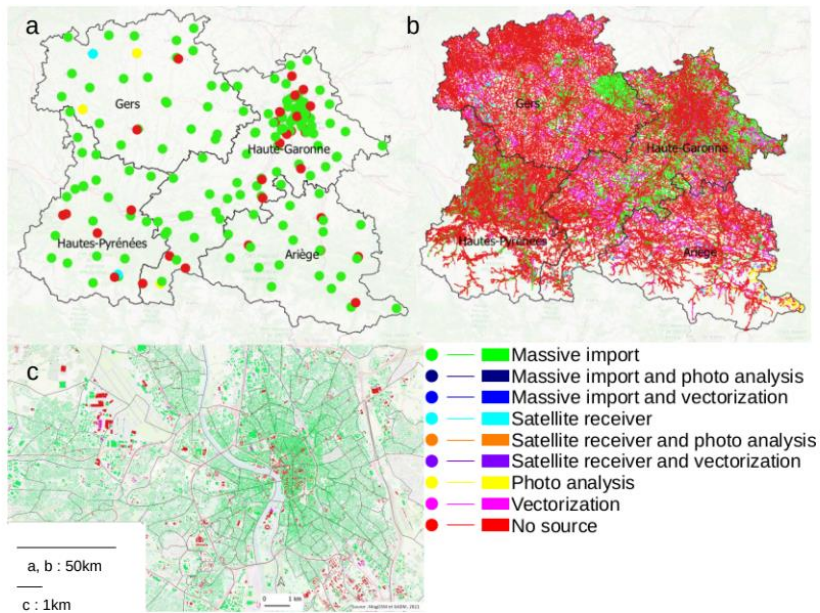 a
Gers
Haute-Garonne
Hautes-Pyrénées
Ariège
b
Gers
Haute-Garonne
Hautes-Pyrénées
Ariège
c
0 1 km
Massive import
Massive import and photo analysis
Massive import and vectorization
Satellite receiver
Satellite receiver and photo analysis
Satellite receiver and vectorization
Photo analysis
Vectorization
No source
a, b : 50km
c : 1km